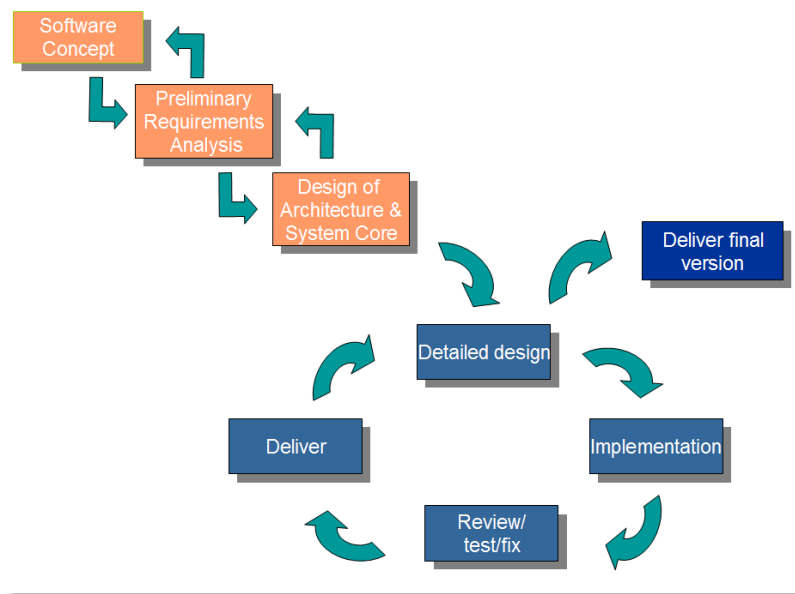 Software
Concept
Preliminary
Requirements
Analysis
Design of
Architecture &
System Core
Deliver final
version
Detailed design
Deliver
Implementation
Review/
test/fix